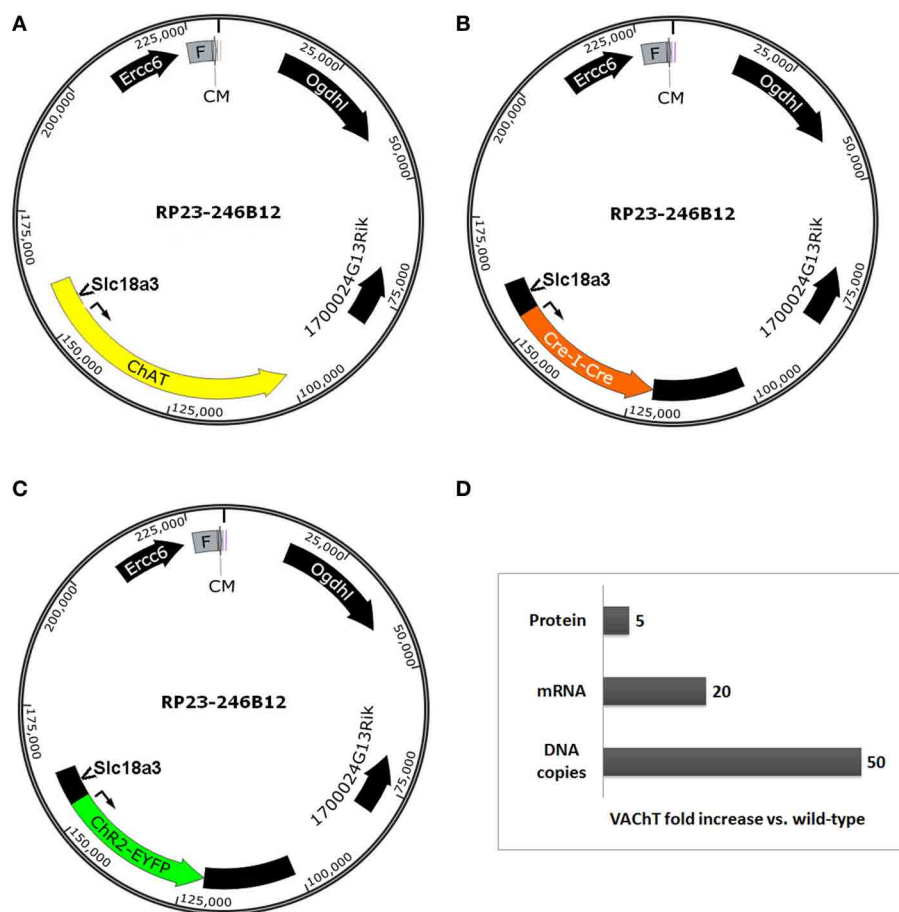 A
225,000
F
CM
Ercc6
25,000
Ogdhl
50,000
200,000
RP23-246B12
175,000
Slc18a3
1700024G13Rik
75,000
150,000
ChAT
125,000
100,000
B
225,000
F
CM
Ercc6
25,000
Ogdhl
50,000
200,000
RP23-246B12
175,000
Slc18a3
1700024G13Rik
75,000
150,000
Cre-I-Cre
125,000
100,000
C
225,000
F
CM
Ercc6
25,000
Ogdhl
50,000
200,000
RP23-246B12
175,000
Slc18a3
1700024G13Rik
75,000
150,000
ChR2-EYFP
125,000
100,000
D
Protein 5
mRNA 20
DNA
copies 50
VAChT fold increase vs. wild-type